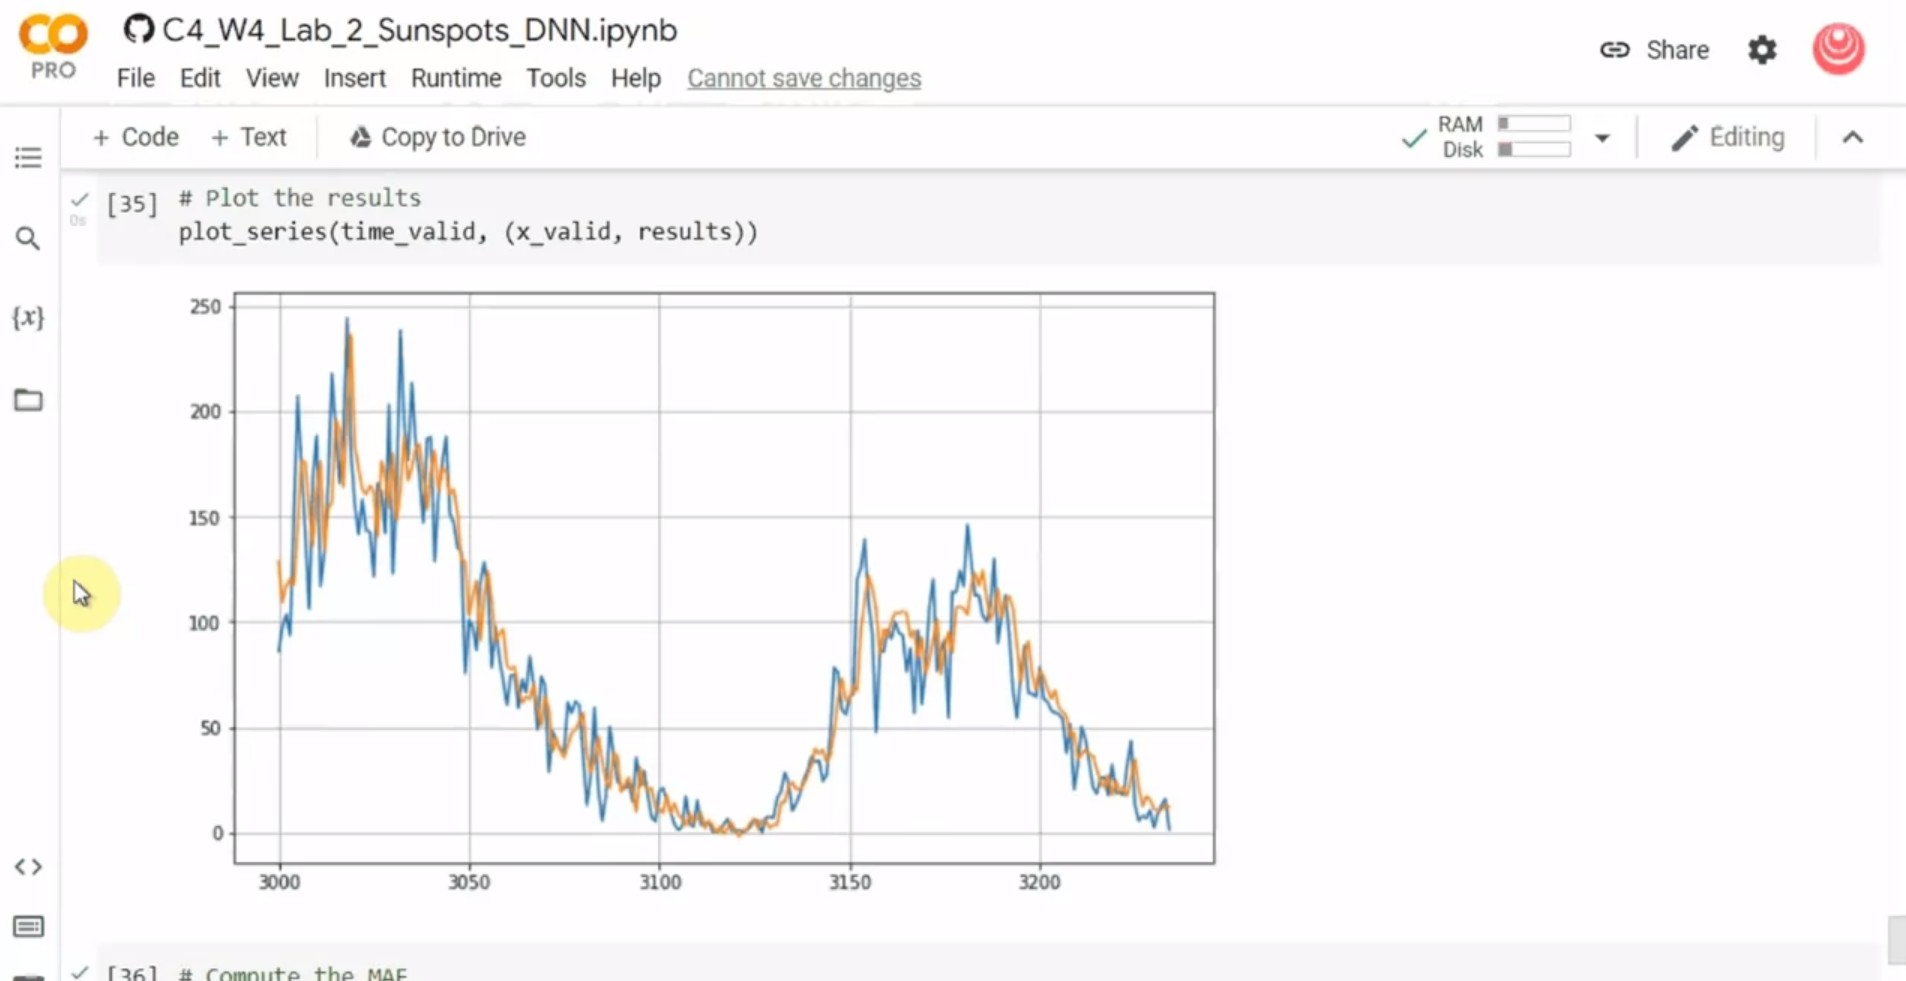 C4_W4_Lab_2_Sunspots_DNN.ipynb
PRO
File Edit View Insert Runtime Tools Help Cannot save changes
Share
+ Code + Text Copy to Drive
RAM
Disk
Editing
{x}
[35] # Plot the results
0s
plot_series(time_valid, (x_valid, results))
250
200
150
100
50
0
3000 3050 3100 3150 3200
<>
[36] # Compute the MAE